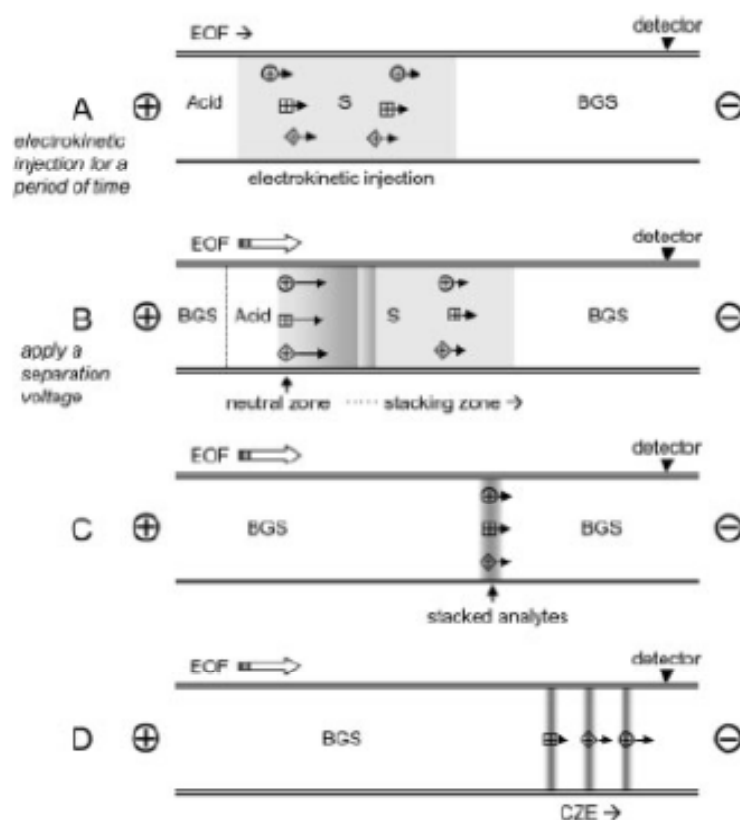 EOF → detector
A ⊕ Acid S BGS ⊖
electrokinetic
injection for a
period of time
electrokinetic injection
EOF detector
B ⊕ BGS Acid S BGS ⊖
apply a
separation
voltage
neutral zone ····· stacking zone →
EOF detector
C ⊕ BGS BGS ⊖
stacked analytes
EOF detector
D ⊕ BGS ⊖
CZE →